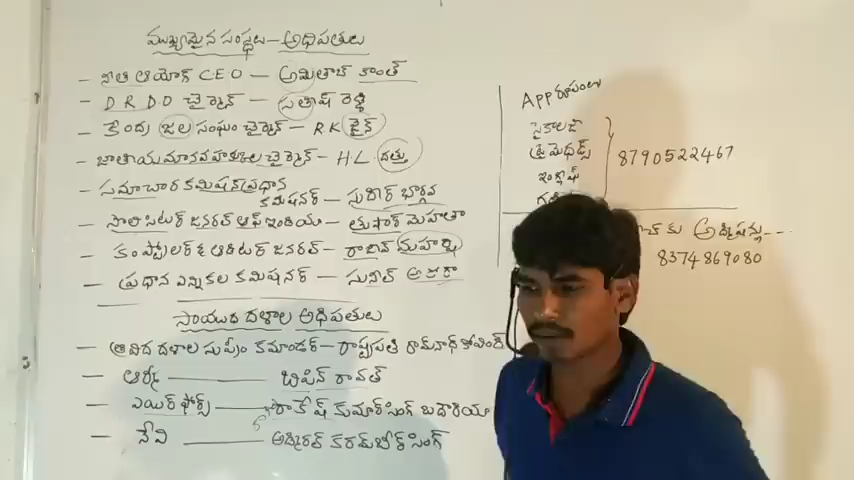 ముఖ్యమైన సంస్థలు - అధిపతులు
- నీతి ఆయోగ్ CEO - అమితాబ్ కాంత్
- DRDO చైర్మన్ - సతీష్ రెడ్డి
- కేంద్ర జల సంఘం చైర్మన్ - RK జైన్
- జాతీయ మానవ హక్కుల చైర్మన్ - H.L. దత్తు
- సమాచార కమిషన్ ప్రధాన
కమిషనర్ - సుధీర్ భార్గవ
- సొలిసిటర్ జనరల్ ఆఫ్ ఇండియా - తుషార్ మెహతా
- కంప్ట్రోలర్ & ఆడిటర్ జనరల్ - రాజీవ్ మహర్షి
- ప్రధాన ఎన్నికల కమిషనర్ - సునీల్ అరోరా
సాయుధ దళాల అధిపతులు
- త్రివిధ దళాల సుప్రీం కమాండర్ - రాష్ట్రపతి రామ్‌నాథ్ కోవింద్
- ఆర్మీ - బిపిన్ రావత్
- ఎయిర్ ఫోర్స్ - రాకేష్ కుమార్ సింగ్ బదౌరియా
- నేవీ - అడ్మిరల్ కరమ్‌బీర్ సింగ్
App రూపంలో
సైకాలజీ
త్రీ మెథడ్స్
ఇంగ్లీష్
8790522467
కు అడ్మిషన్లు ---
8374869080